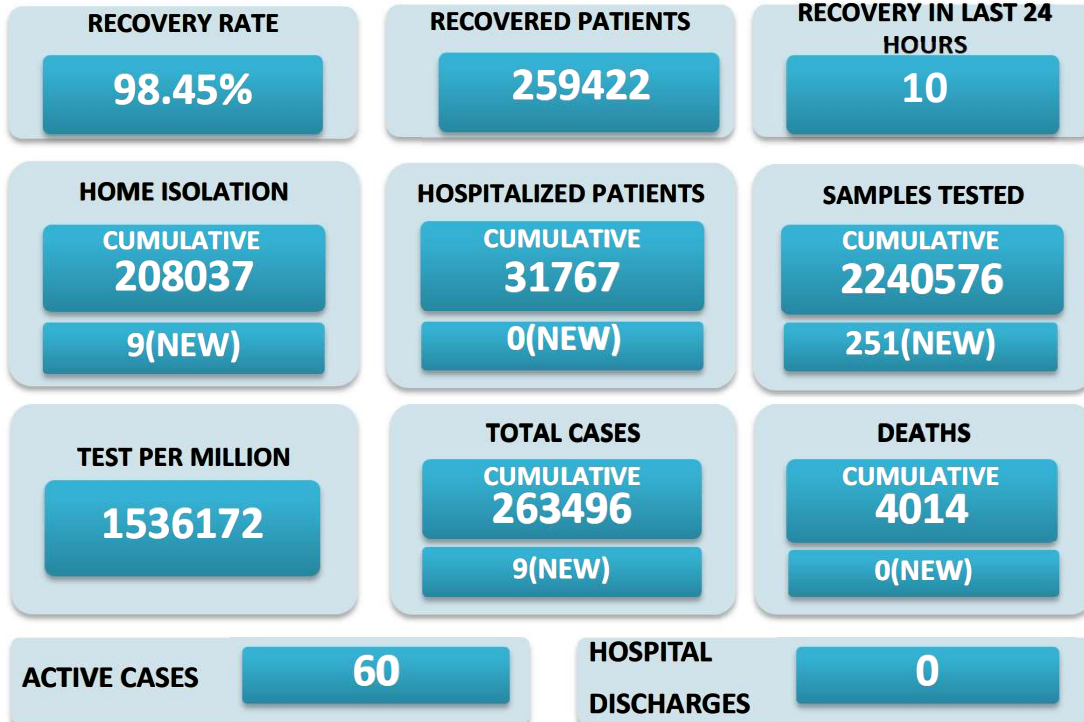 RECOVERY RATE
98.45%
RECOVERED PATIENTS
259422
RECOVERY IN LAST 24
HOURS
10
HOME ISOLATION
CUMULATIVE
208037
9(NEW)
HOSPITALIZED PATIENTS
CUMULATIVE
31767
0(NEW)
SAMPLES TESTED
CUMULATIVE
2240576
251(NEW)
TEST PER MILLION
1536172
TOTAL CASES
CUMULATIVE
263496
9(NEW)
DEATHS
CUMULATIVE
4014
0(NEW)
ACTIVE CASES
60
HOSPITAL
DISCHARGES
0